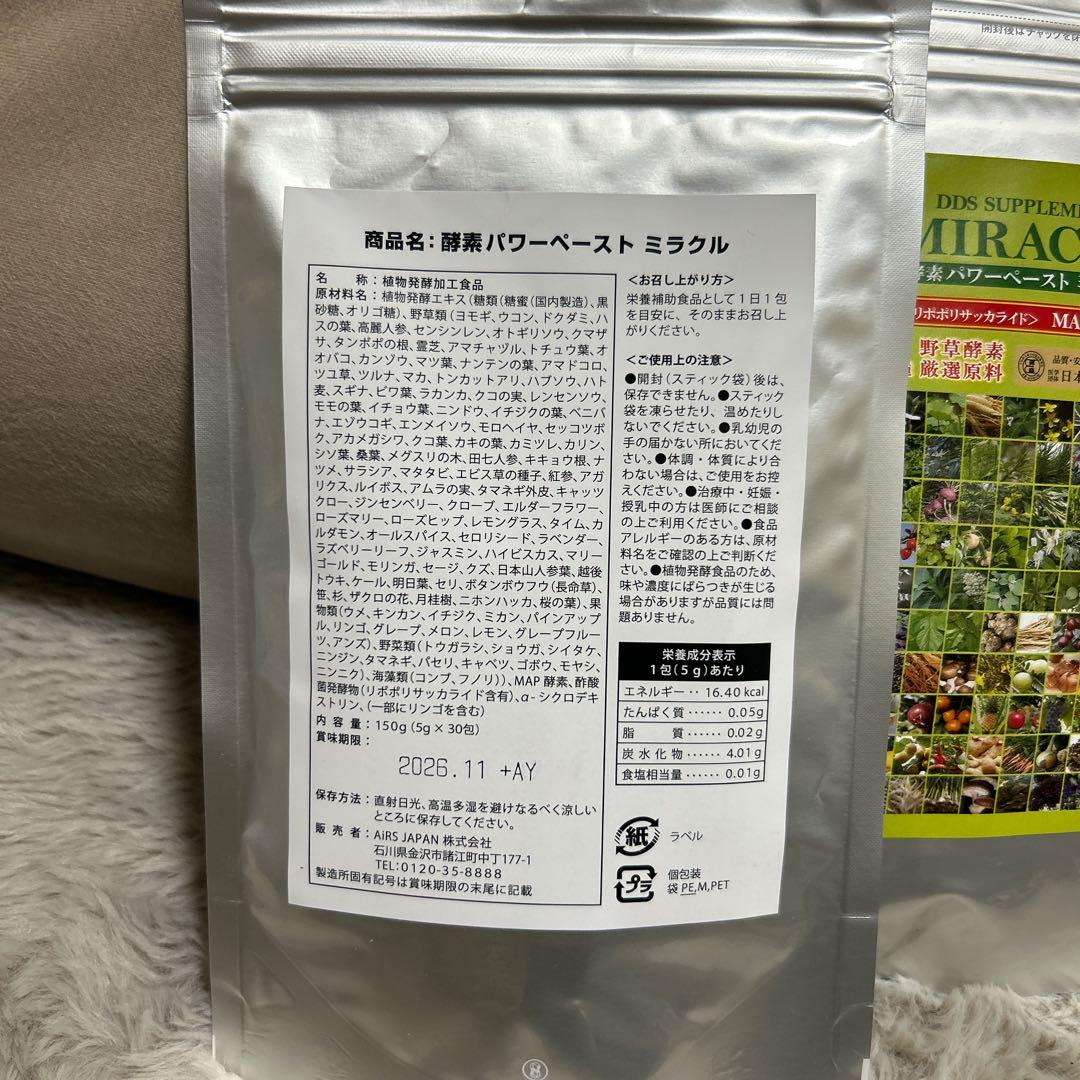 商品名：酵素パワーペースト ミラクル
名　　称：植物発酵加工食品
原材料名：植物発酵エキス（糖類（糖蜜（国内製造）、黒
砂糖、オリゴ糖）、野草類（ヨモギ、ウコン、ドクダミ、ハ
スの葉、高麗人参、センシンレン、オトギリソウ、クマザ
サ、タンポポの根、霊芝、アマチャヅル、トチュウ葉、オ
オバコ、カンゾウ、マツ葉、ナンテンの葉、アマドコロ、
ツユ草、ツルナ、マカ、トンカットアリ、ハブソウ、ハト
麦、スギナ、ビワ葉、ラカンカ、クコの実、レンセンソウ、
モモの葉、イチョウ葉、ニンドウ、イチジクの葉、ベニバ
ナ、エゾウコギ、エンメイソウ、モロヘイヤ、セッコツボ
ク、アカメガシワ、クコ葉、カキの葉、カミツレ、カリン、
シソ葉、桑葉、メグスリの木、田七人参、キキョウ根、ナ
ツメ、サラシア、マタタビ、エビス草の種子、紅参、アガ
リクス、ルイボス、アムラの実、タマネギ外皮、キャッツ
クロー、ジンセンベリー、クローブ、エルダーフラワー、
ローズマリー、ローズヒップ、レモングラス、タイム、カ
ルダモン、オールスパイス、セロリシード、ラベンダー、
ラズベリーリーフ、ジャスミン、ハイビスカス、マリー
ゴールド、モリンガ、セージ、クズ、日本山人参葉、越後
トウキ、ケール、明日葉、セリ、ボタンボウフウ（長命草）、
笹、杉、ザクロの花、月桂樹、ニホンハッカ、桜の葉）、果
物類（ウメ、キンカン、イチジク、ミカン、パインアップ
ル、リンゴ、グレープ、メロン、レモン、グレープフルー
ツ、アンズ）、野菜類（トウガラシ、ショウガ、シイタケ、
ニンジン、タマネギ、パセリ、キャベツ、ゴボウ、モヤシ、
ニンニク）、海藻類（コンブ、フノリ））、MAP酵素、酢酸
菌発酵物（リポポリサッカライド含有）、α-シクロデキ
ストリン、（一部にリンゴを含む）
内 容 量：150g（5g × 30包）
賞味期限：
2026.11 +AY
保存方法：直射日光、高温多湿を避けなるべく涼しい
ところに保存してください。
販 売 者：AiRS JAPAN 株式会社
石川県金沢市諸江町中丁177-1
TEL：0120-35-8888
製造所固有記号は賞味期限の末尾に記載
＜お召し上がり方＞
栄養補助食品として1日1包
を目安に、そのままお召し上
がりください。
＜ご使用上の注意＞
●開封（スティック袋）後は、
保存できません。●スティック
袋を凍らせたり、温めたりし
ないでください。●乳幼児の
手の届かない所においてくだ
さい。●体調・体質により合
わない場合は、ご使用をお控
えください。●治療中・妊娠・
授乳中の方は医師にご相談
の上ご利用ください。●食品
アレルギーのある方は、原材
料名をご確認の上ご判断くだ
さい。●植物発酵食品のため、
味や濃度にばらつきが生じる
場合がありますが品質には問
題ありません。
栄養成分表示
1包（5g）あたり
エネルギー‥16.40 kcal
たんぱく質‥‥‥0.05g
脂　　質‥‥‥0.02g
炭水化物‥‥‥4.01g
食塩相当量‥‥‥0.01g
紙 ラベル
プラ 個包装
袋 PE,M,PET
開封後はチャックを閉
DDS SUPPLEME
MIRAC
酵素パワーペースト ミ
リポポリサッカライド＞ MA
野草酵素
厳選原料
品質・安
医学団体 日本